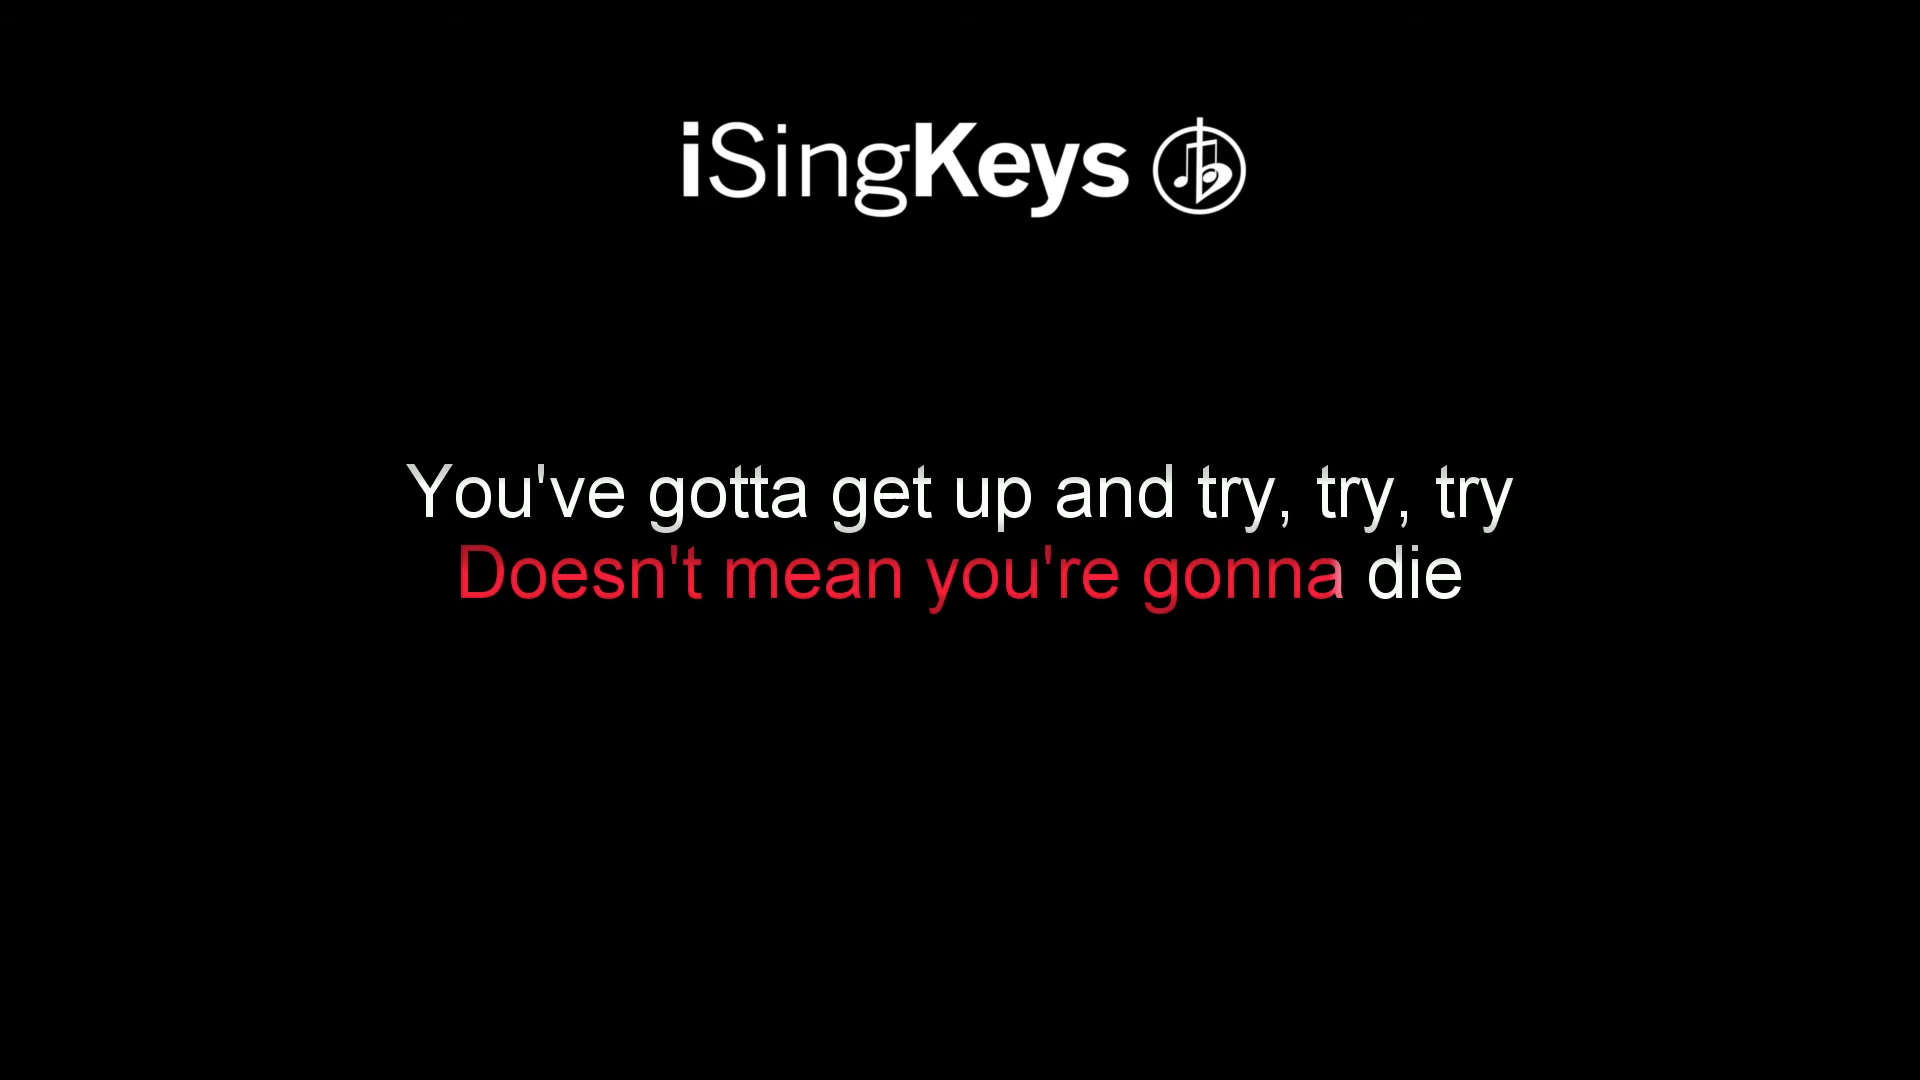 iSingKeys
You've gotta get up and try, try, try
Doesn't mean you're gonna die